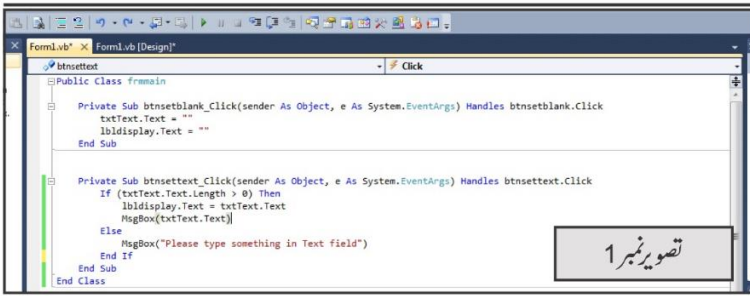 Form1.vb* Form1.vb [Design]*
btnsettext Click
Public Class frmmain
Private Sub btnsetblank_Click(sender As Object, e As System.EventArgs) Handles btnsetblank.Click
txtText.Text = ""
lbldisplay.Text = ""
End Sub
Private Sub btnsettext_Click(sender As Object, e As System.EventArgs) Handles btnsettext.Click
If (txtText.Text.Length > 0) Then
lbldisplay.Text = txtText.Text
MsgBox(txtText.Text)
Else
MsgBox("Please type something in Text field")
End If
End Sub
End Class
تصویر نمبر 1